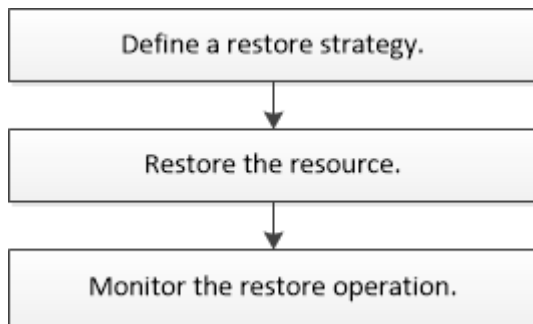 Define a restore strategy.
Restore the resource.
Monitor the restore operation.